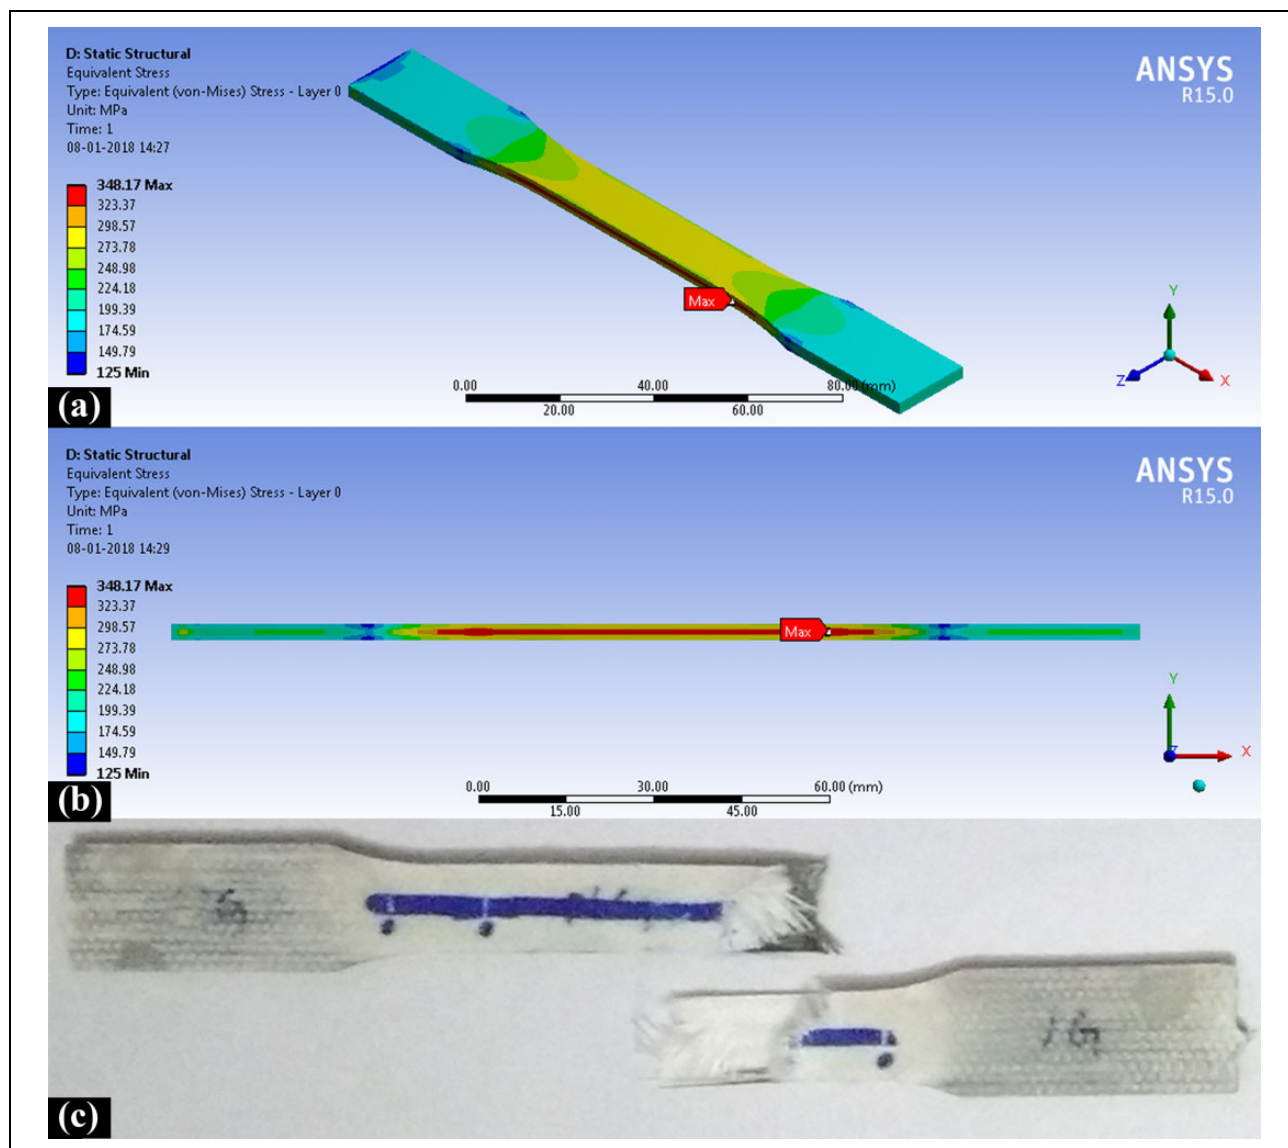 D: Static Structural
Equivalent Stress
Type: Equivalent (von-Mises) Stress - Layer 0
Unit: MPa
Time: 1
08-01-2018 14:27
ANSYS
R15.0
348.17 Max
323.37
298.57
273.78
248.98
224.18
199.39
174.59
149.79
125 Min
Max
Y
Z
X
0.00
40.00
80.00 (mm)
20.00
60.00
(a)
D: Static Structural
Equivalent Stress
Type: Equivalent (von-Mises) Stress - Layer 0
Unit: MPa
Time: 1
08-01-2018 14:29
ANSYS
R15.0
348.17 Max
323.37
298.57
273.78
248.98
224.18
199.39
174.59
149.79
125 Min
Max
Y
Z
X
0.00
30.00
60.00 (mm)
15.00
45.00
(b)
(c)